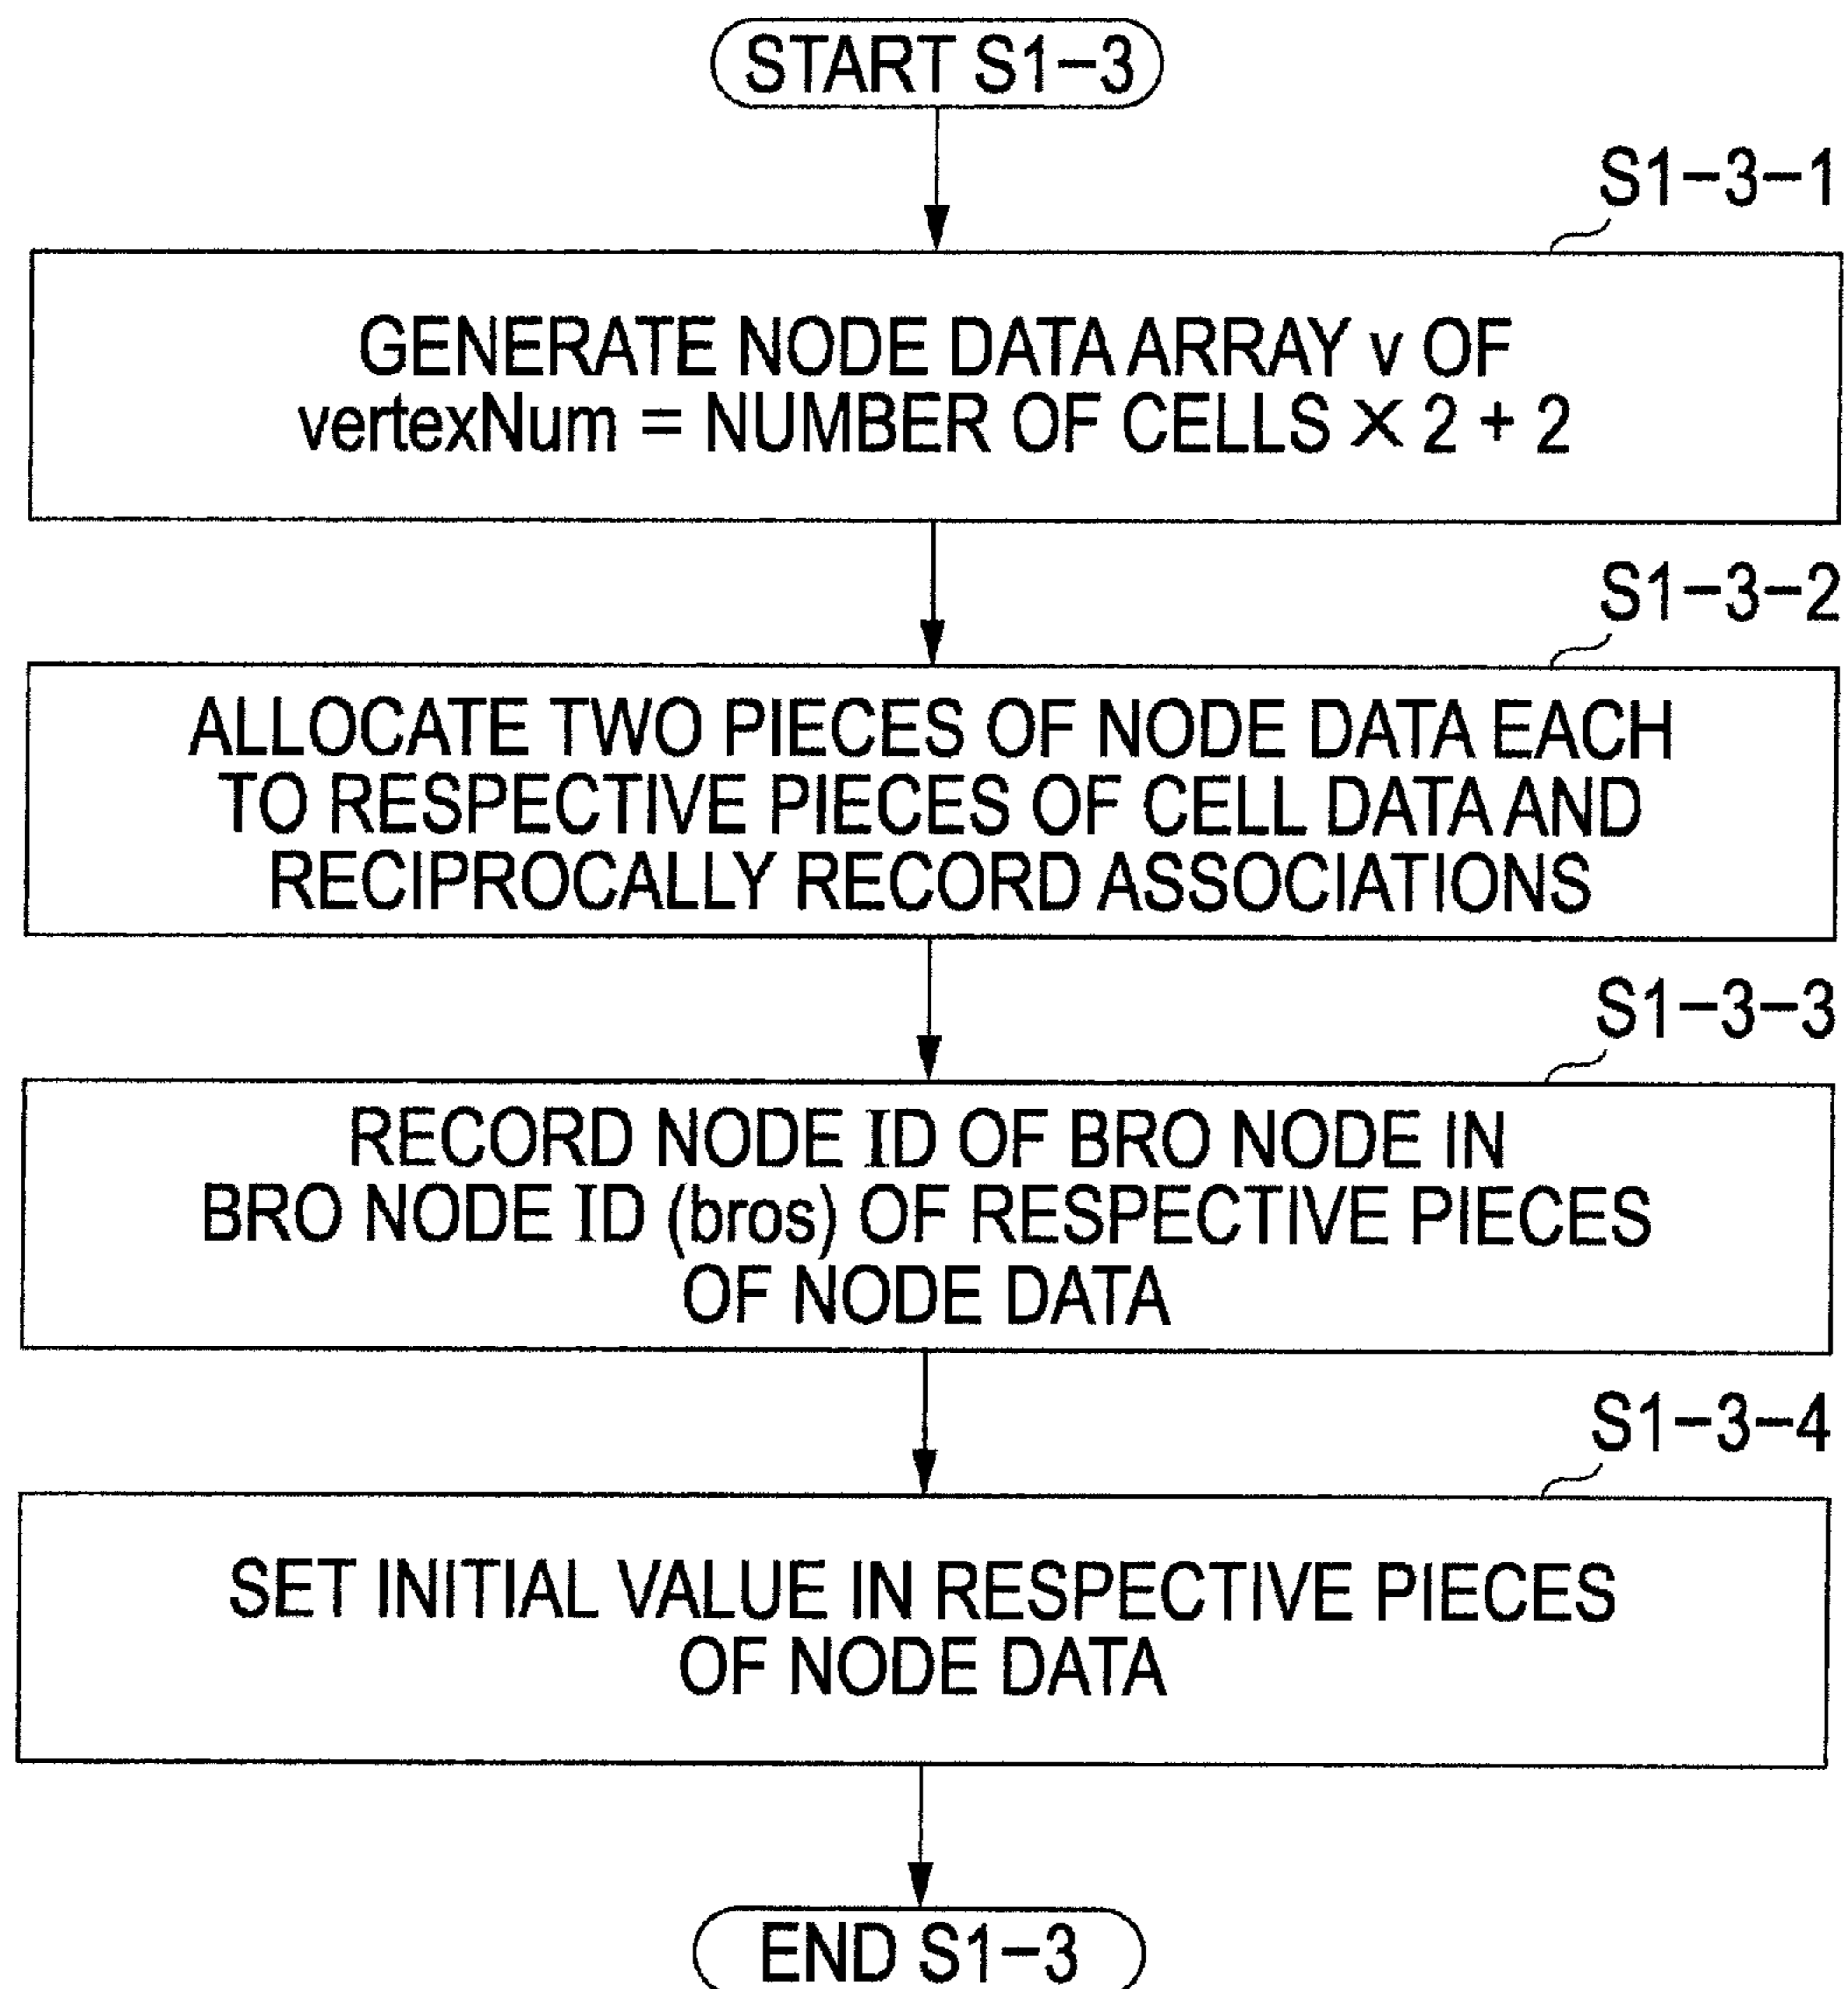 START S1-3
S1-3-1
GENERATE NODE DATA ARRAY v OF
vertexNum = NUMBER OF CELLS × 2 + 2
S1-3-2
ALLOCATE TWO PIECES OF NODE DATA EACH
TO RESPECTIVE PIECES OF CELL DATA AND
RECIPROCALLY RECORD ASSOCIATIONS
S1-3-3
RECORD NODE ID OF BRO NODE IN
BRO NODE ID (bros) OF RESPECTIVE PIECES
OF NODE DATA
S1-3-4
SET INITIAL VALUE IN RESPECTIVE PIECES
OF NODE DATA
END S1-3